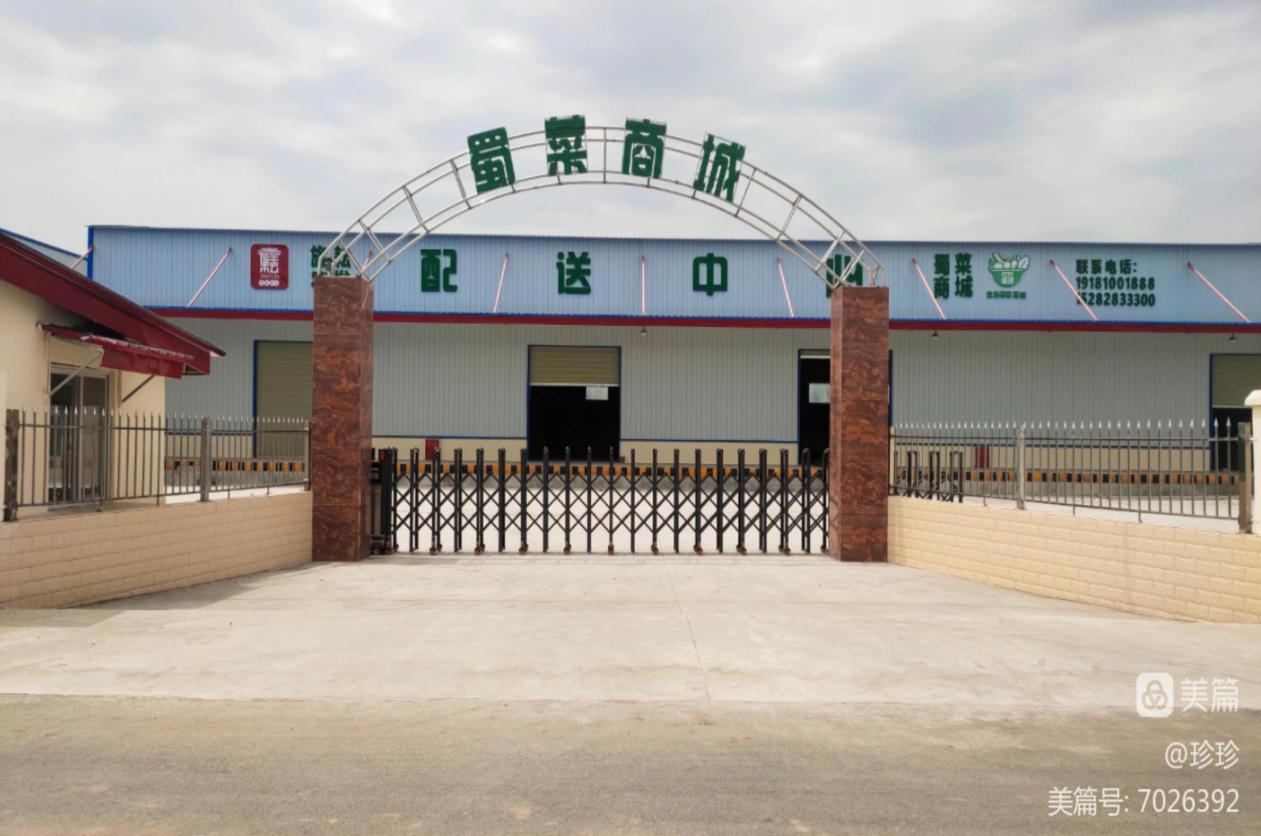 蜀菜商城
配送中心
蜀菜
商城
联系电话：
19181001888
15282833300
美篇
@珍珍
美篇号: 7026392